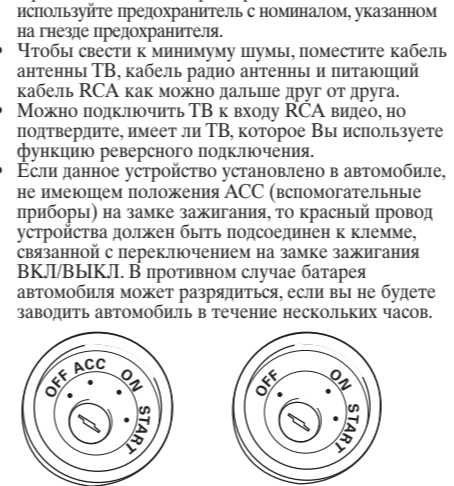 используйте предохранитель с номиналом, указанном
на гнезде предохранителя.
• Чтобы свести к минимуму шумы, поместите кабель
антенны ТВ, кабель радио антенны и питающий
кабель RCA как можно дальше друг от друга.
• Можно подключить ТВ к входу RCA видео, но
подтвердите, имеет ли ТВ, которое Вы используете
функцию реверсного подключения.
• Если данное устройство установлено в автомобиле,
не имеющем положения ACC (вспомогательные
приборы) на замке зажигания, то красный провод
устройства должен быть подсоединен к клемме,
связанной с переключением на замке зажигания
ВКЛ/ВЫКЛ. В противном случае батарея
автомобиля может разрядиться, если вы не будете
заводить автомобиль в течение нескольких часов.
OFF ACC ON START
OFF ON START